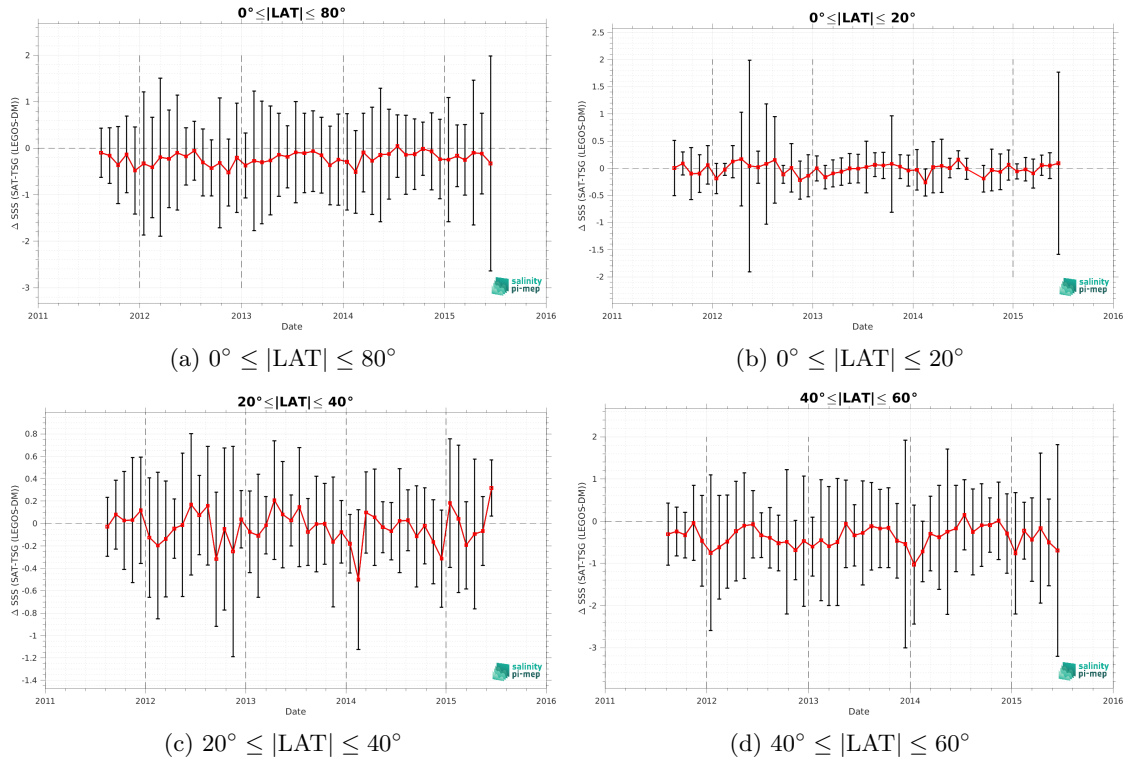 0°≤|LAT|≤ 80°
Δ SSS (SAT-TSG (LEGOS-DM))
2
1
0
-1
-2
-3
2011 2012 2013 2014 2015 2016
Date
salinity
pi-mep
(a) 0° ≤ |LAT| ≤ 80°
0°≤|LAT|≤ 20°
Δ SSS (SAT-TSG (LEGOS-DM))
2.5
2
1.5
1
0.5
0
-0.5
-1
-1.5
-2
2011 2012 2013 2014 2015 2016
Date
salinity
pi-mep
(b) 0° ≤ |LAT| ≤ 20°
20°≤|LAT|≤ 40°
Δ SSS (SAT-TSG (LEGOS-DM))
0.8
0.6
0.4
0.2
0
-0.2
-0.4
-0.6
-0.8
-1
-1.2
-1.4
2011 2012 2013 2014 2015 2016
Date
salinity
pi-mep
(c) 20° ≤ |LAT| ≤ 40°
40°≤|LAT|≤ 60°
Δ SSS (SAT-TSG (LEGOS-DM))
2
1
0
-1
-2
-3
2011 2012 2013 2014 2015 2016
Date
salinity
pi-mep
(d) 40° ≤ |LAT| ≤ 60°